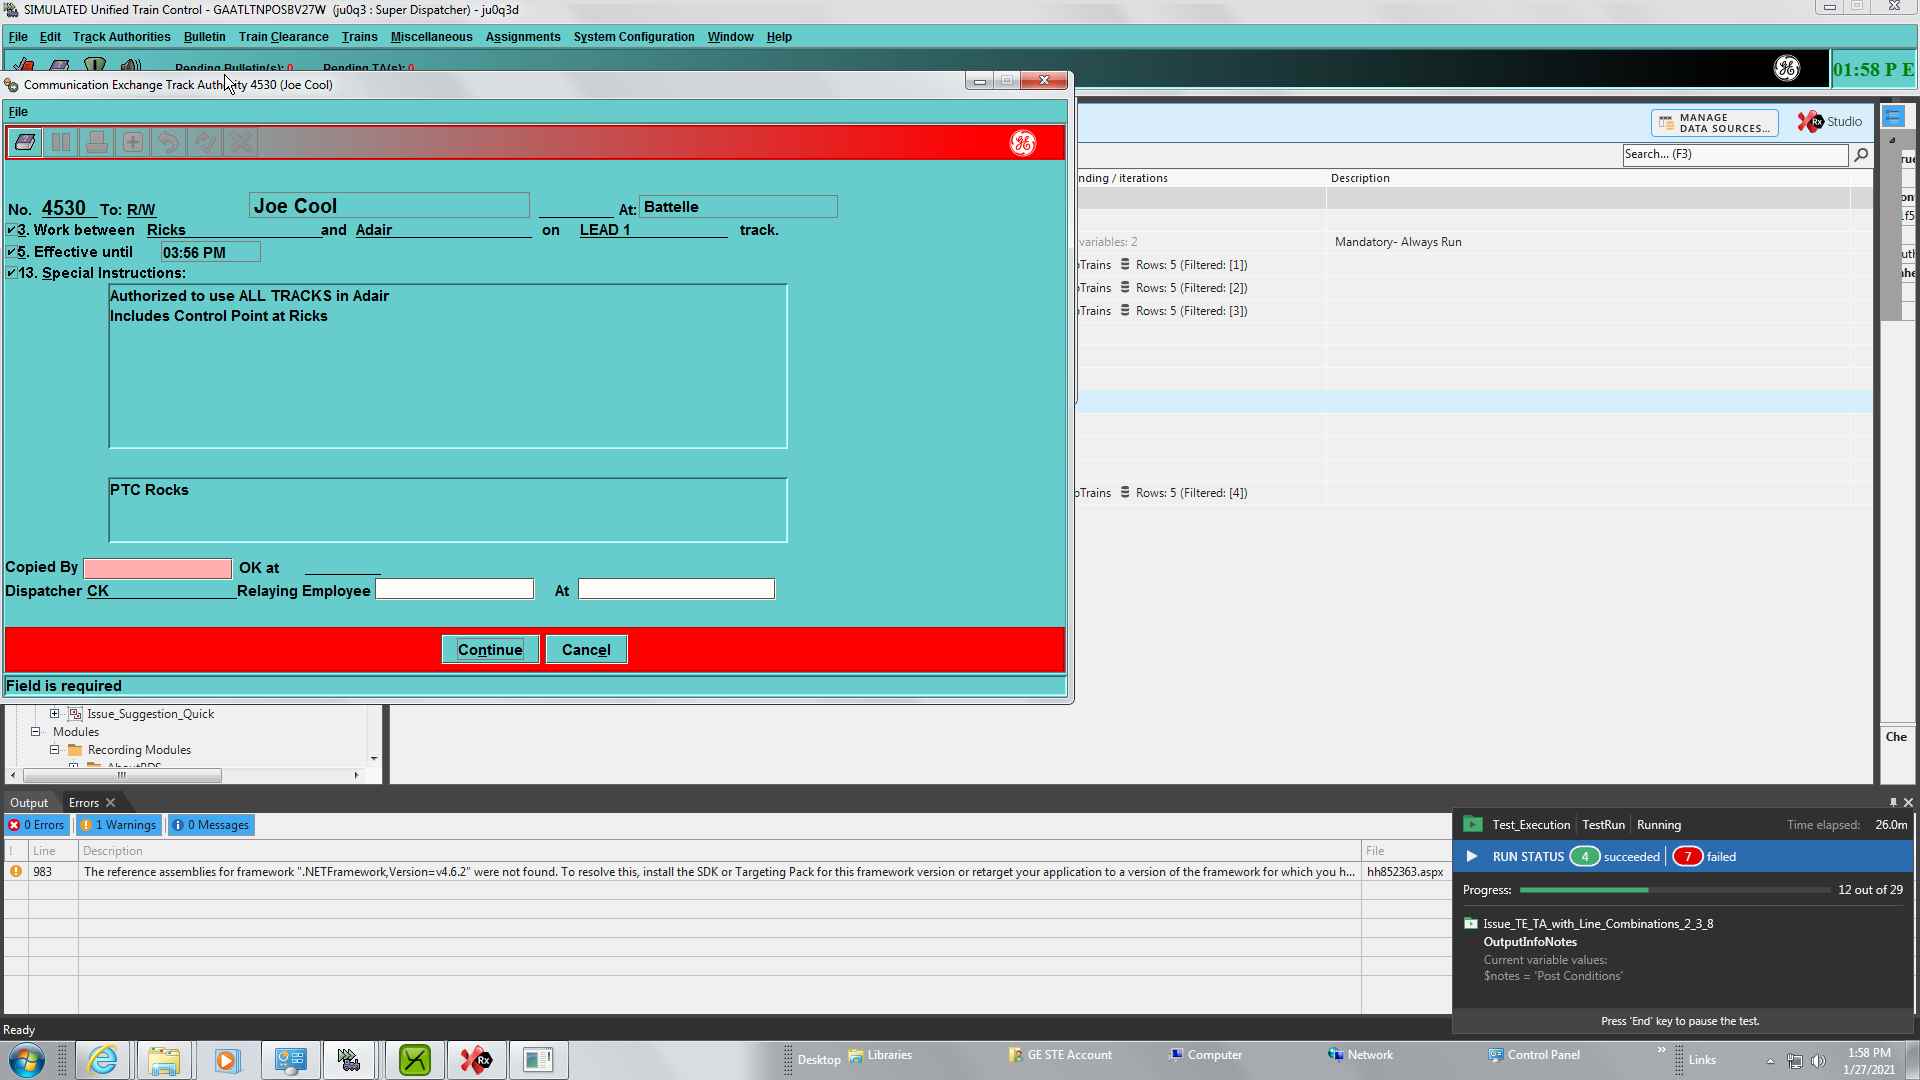 SIMULATED Unified Train Control - GAATLTNPOSBV27W (ju0q3 : Super Dispatcher) - ju0q3d
File Edit Track Authorities Bulletin Train Clearance Trains Miscellaneous Assignments System Configuration Window Help
Pending Bulletin(s): 0 Pending TA(s): 0
01:58 P E
Communication Exchange Track Authority 4530 (Joe Cool)
File
No. 4530 To: R/W Joe Cool At: Battelle
3. Work between Ricks and Adair on LEAD 1 track.
5. Effective until 03:56 PM
13. Special Instructions:
Authorized to use ALL TRACKS in Adair
Includes Control Point at Ricks
PTC Rocks
Copied By OK at
Dispatcher CK Relaying Employee At
Continue Cancel
Field is required
MANAGE
DATA SOURCES...
Rx Studio
Search... (F3)
nding / iterations Description
variables: 2 Mandatory- Always Run
Trains Rows: 5 (Filtered: [1])
Trains Rows: 5 (Filtered: [2])
Trains Rows: 5 (Filtered: [3])
Trains Rows: 5 (Filtered: [4])
Che
Issue_Suggestion_Quick
Modules
Recording Modules
Output Errors
0 Errors 1 Warnings 0 Messages
! Line Description File
983 The reference assemblies for framework ".NETFramework,Version=v4.6.2" were not found. To resolve this, install the SDK or Targeting Pack for this framework version or retarget your application to a version of the framework for which you h... hh852363.aspx
Test_Execution TestRun Running Time elapsed: 26.0m
RUN STATUS 4 succeeded 7 failed
Progress: 12 out of 29
Issue_TE_TA_with_Line_Combinations_2_3_8
OutputInfoNotes
Current variable values:
$notes = 'Post Conditions'
Press 'End' key to pause the test.
Ready
Desktop Libraries GE STE Account Computer Network Control Panel » Links
1:58 PM
1/27/2021